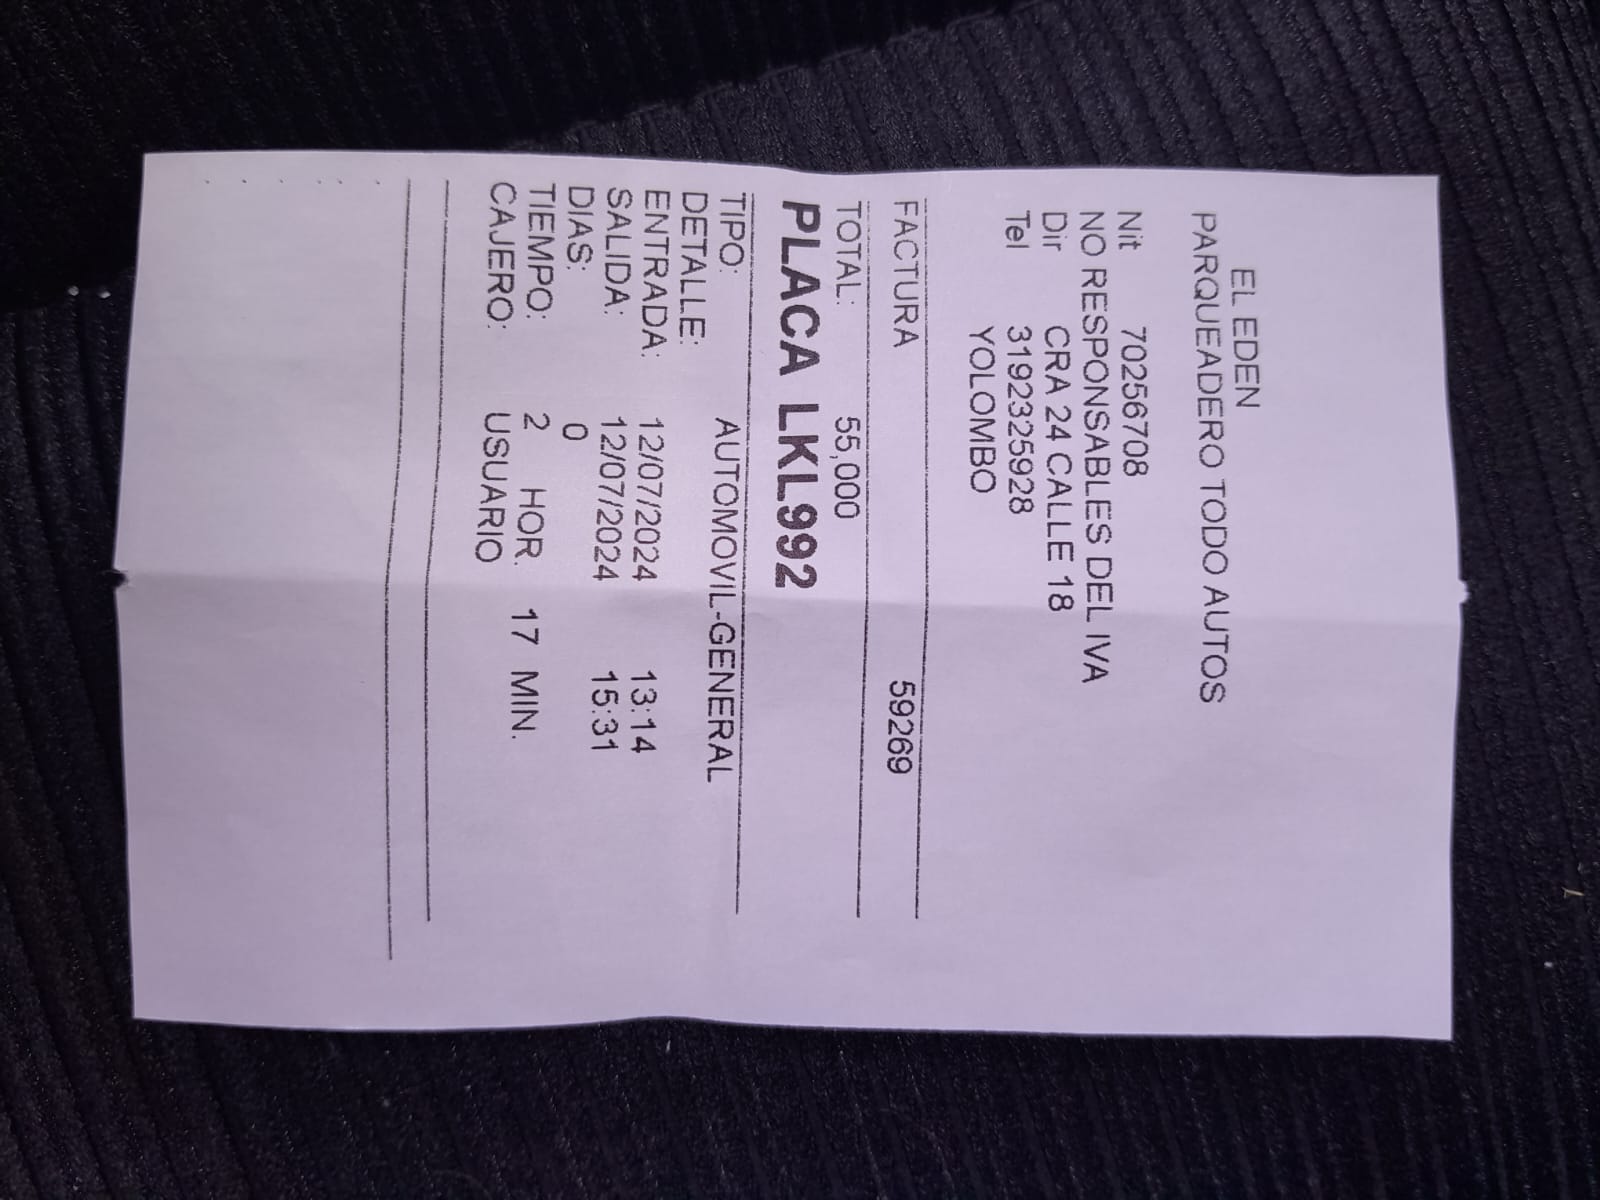 EL EDEN
PARQUEADERO TODO AUTOS
Nit 70256708
NO RESPONSABLES DEL IVA
Dir CRA 24 CALLE 18
Tel 3192325928
YOLOMBO
FACTURA 59269
TOTAL: 55,000
PLACA LKL992
TIPO: AUTOMOVIL-GENERAL
DETALLE:
ENTRADA: 12/07/2024 13:14
SALIDA: 12/07/2024 15:31
DIAS: 0
TIEMPO: 2 HOR. 17 MIN.
CAJERO: USUARIO